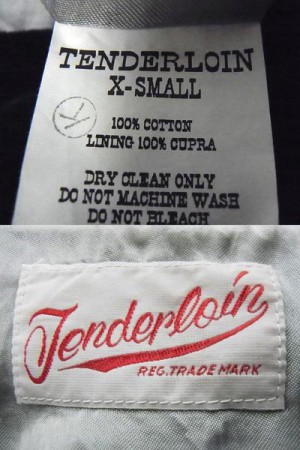 TENDERLOIN
X-SMALL
100% COTTON
LINING 100% CUPRA
DRY CLEAN ONLY
DO NOT MACHINE WASH
DO NOT BLEACH
Tenderloin
REG. TRADE MARK